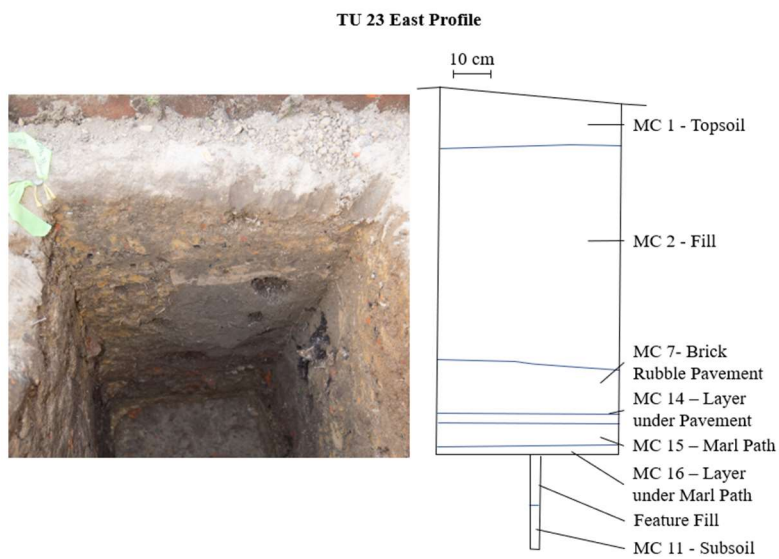 TU 23 East Profile
10 cm
MC 1 - Topsoil
MC 2 - Fill
MC 7- Brick
Rubble Pavement
MC 14 – Layer
under Pavement
MC 15 – Marl Path
MC 16 – Layer
under Marl Path
Feature Fill
MC 11 - Subsoil